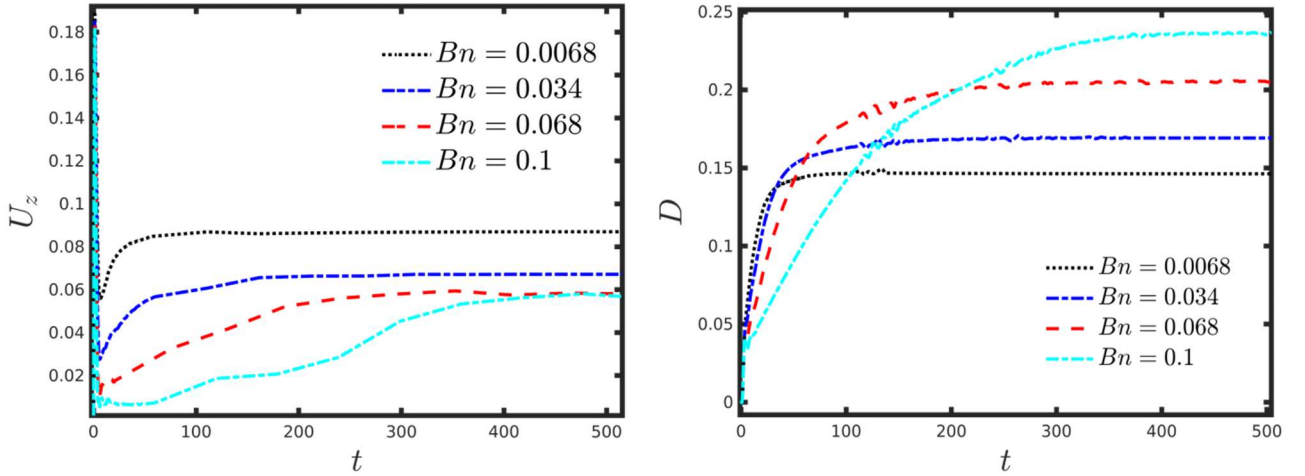 0.18
0.16
0.14
0.12
0.1
0.08
0.06
0.04
0.02
U_z
Bn = 0.0068
Bn = 0.034
Bn = 0.068
Bn = 0.1
0 100 200 300 400 500
t
0.25
0.2
0.15
0.1
0.05
0
D
Bn = 0.0068
Bn = 0.034
Bn = 0.068
Bn = 0.1
0 100 200 300 400 500
t